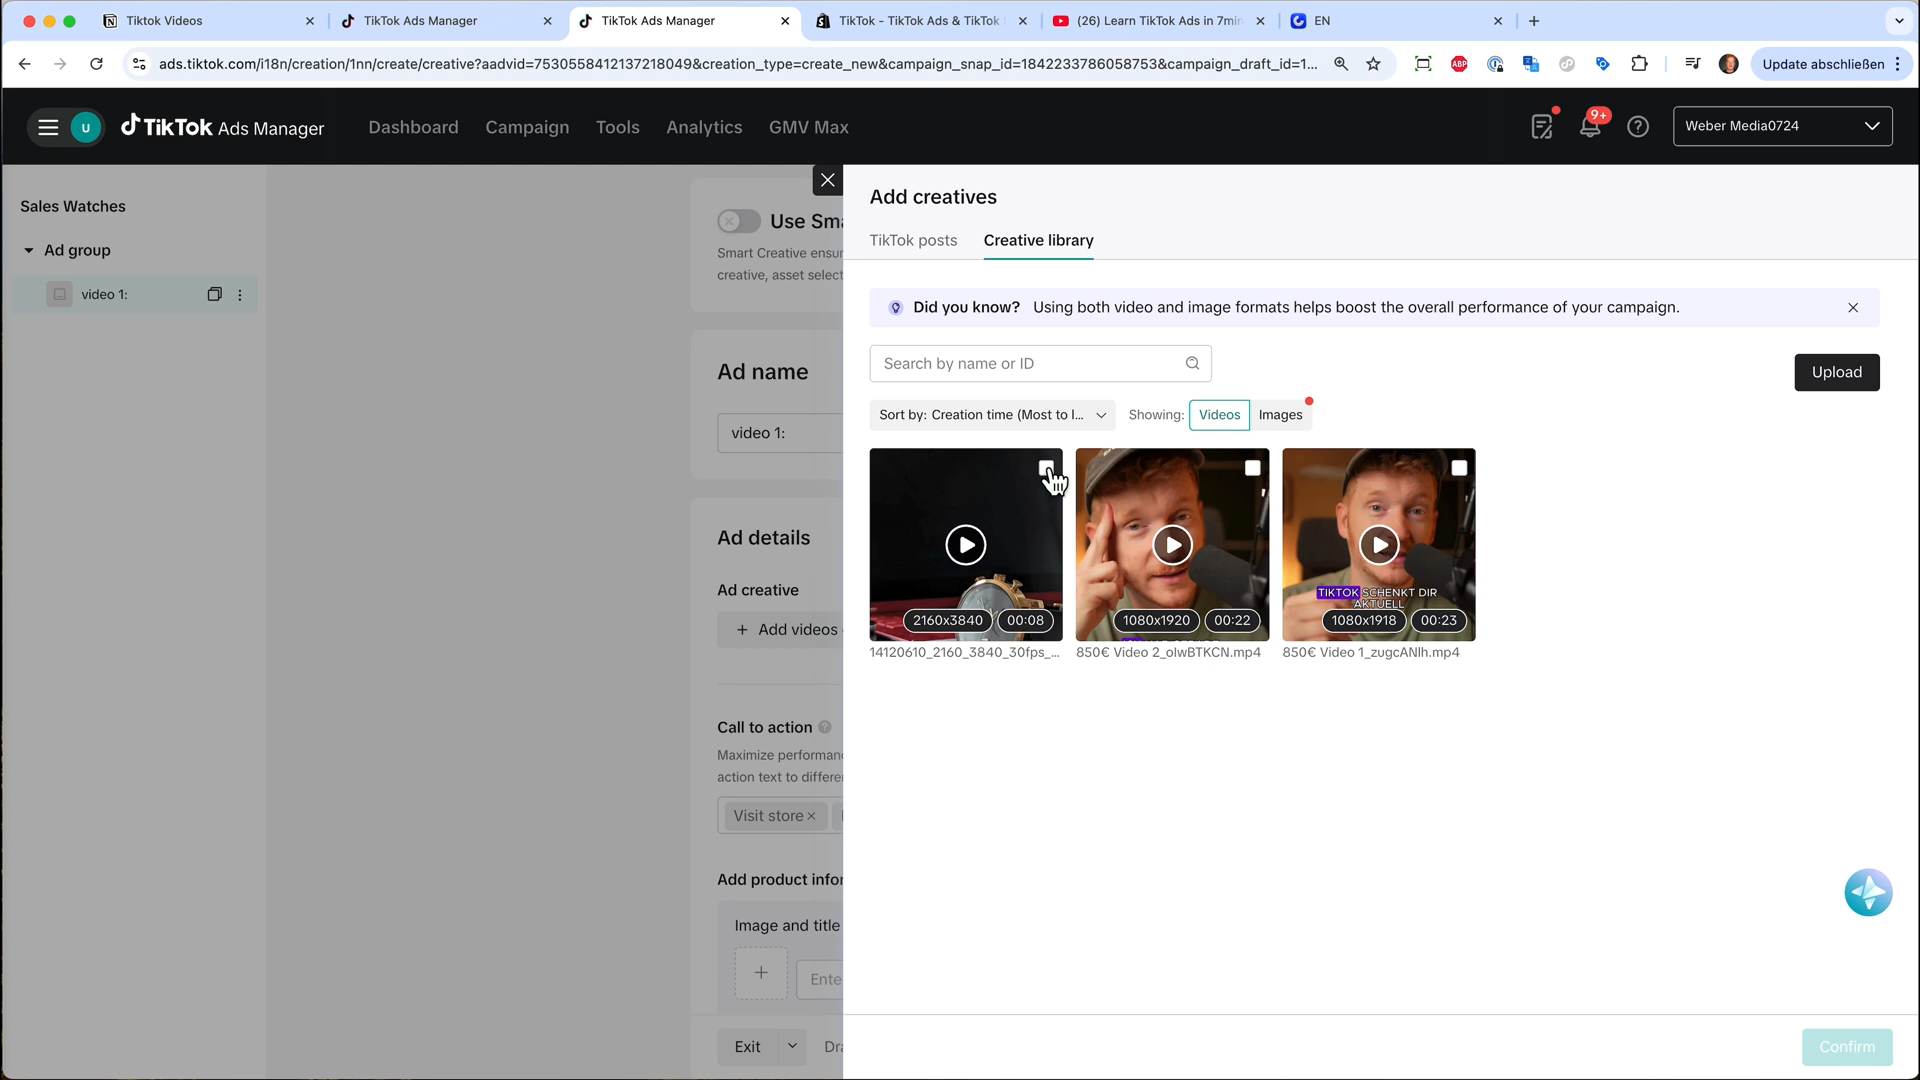 Tiktok Videos
TikTok Ads Manager
TikTok Ads Manager
TikTok - TikTok Ads & TikTok
(26) Learn TikTok Ads in 7min
EN
ads.tiktok.com/i18n/creation/1nn/create/creative?aadvid=7530558412137218049&creation_type=create_new&campaign_snap_id=1842233786058753&campaign_draft_id=1...
ABP
Update abschließen
U
TikTok Ads Manager
Dashboard
Campaign
Tools
Analytics
GMV Max
9+
Weber Media0724
Sales Watches
Ad group
video 1:
Use Sma
Smart Creative ensur
creative, asset select
Ad name
video 1:
Ad details
Ad creative
+ Add videos
Call to action
Maximize performan
action text to differe
Visit store ×
Add product infor
Image and title
Ente
Exit
Dra
Add creatives
TikTok posts
Creative library
Did you know? Using both video and image formats helps boost the overall performance of your campaign.
Search by name or ID
Upload
Sort by: Creation time (Most to l...
Showing:
Videos
Images
2160x3840
00:08
14120610_2160_3840_30fps_...
1080x1920
00:22
850€ Video 2_olwBTKCN.mp4
TIKTOK SCHENKT DIR
AKTUELL
1080x1918
00:23
850€ Video 1_zugcANlh.mp4
Confirm